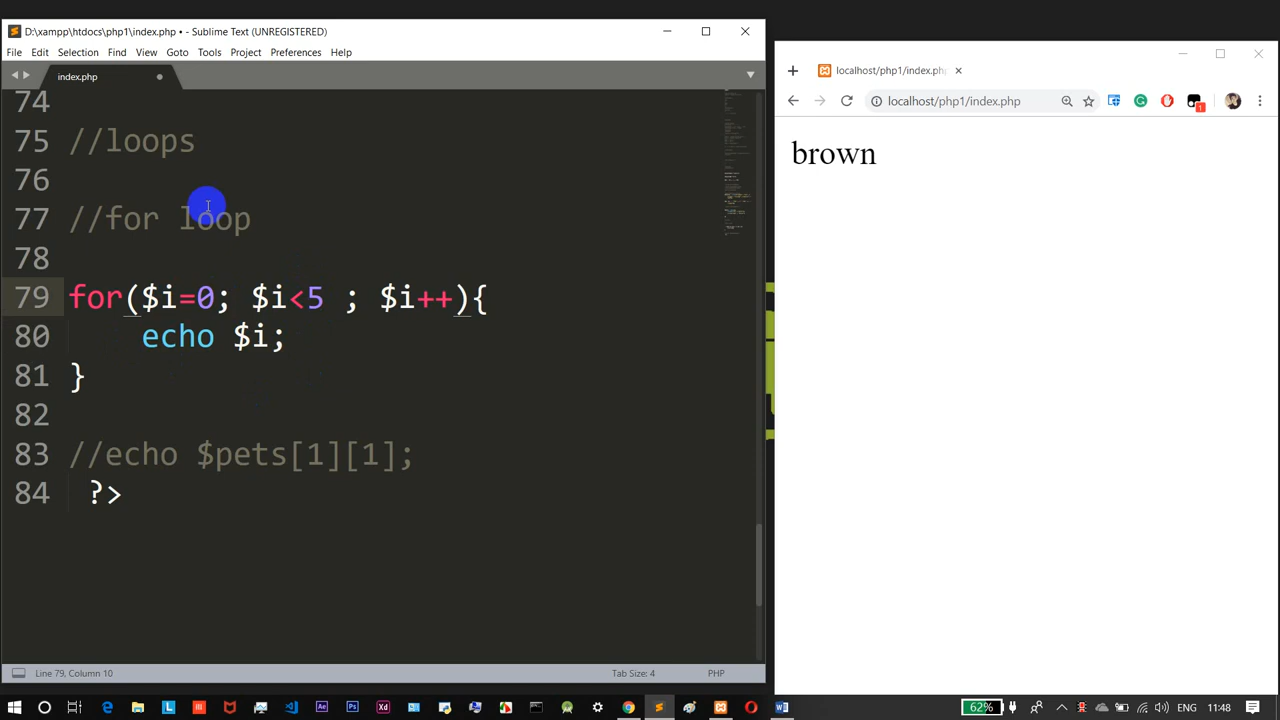 D:\xampp\htdocs\php1\index.php • - Sublime Text (UNREGISTERED)
File Edit Selection Find View Goto Tools Project Preferences Help
index.php
74
75 //loops
76
77 //for loop
78
79 for($i=0; $i<5 ; $i++){
80 echo $i;
81 }
82
83 //echo $pets[1][1];
84 ?>
Line 79, Column 10 Tab Size: 4 PHP
localhost/php1/index.php
localhost/php1/index.php
1
brown
62% ENG 11:48